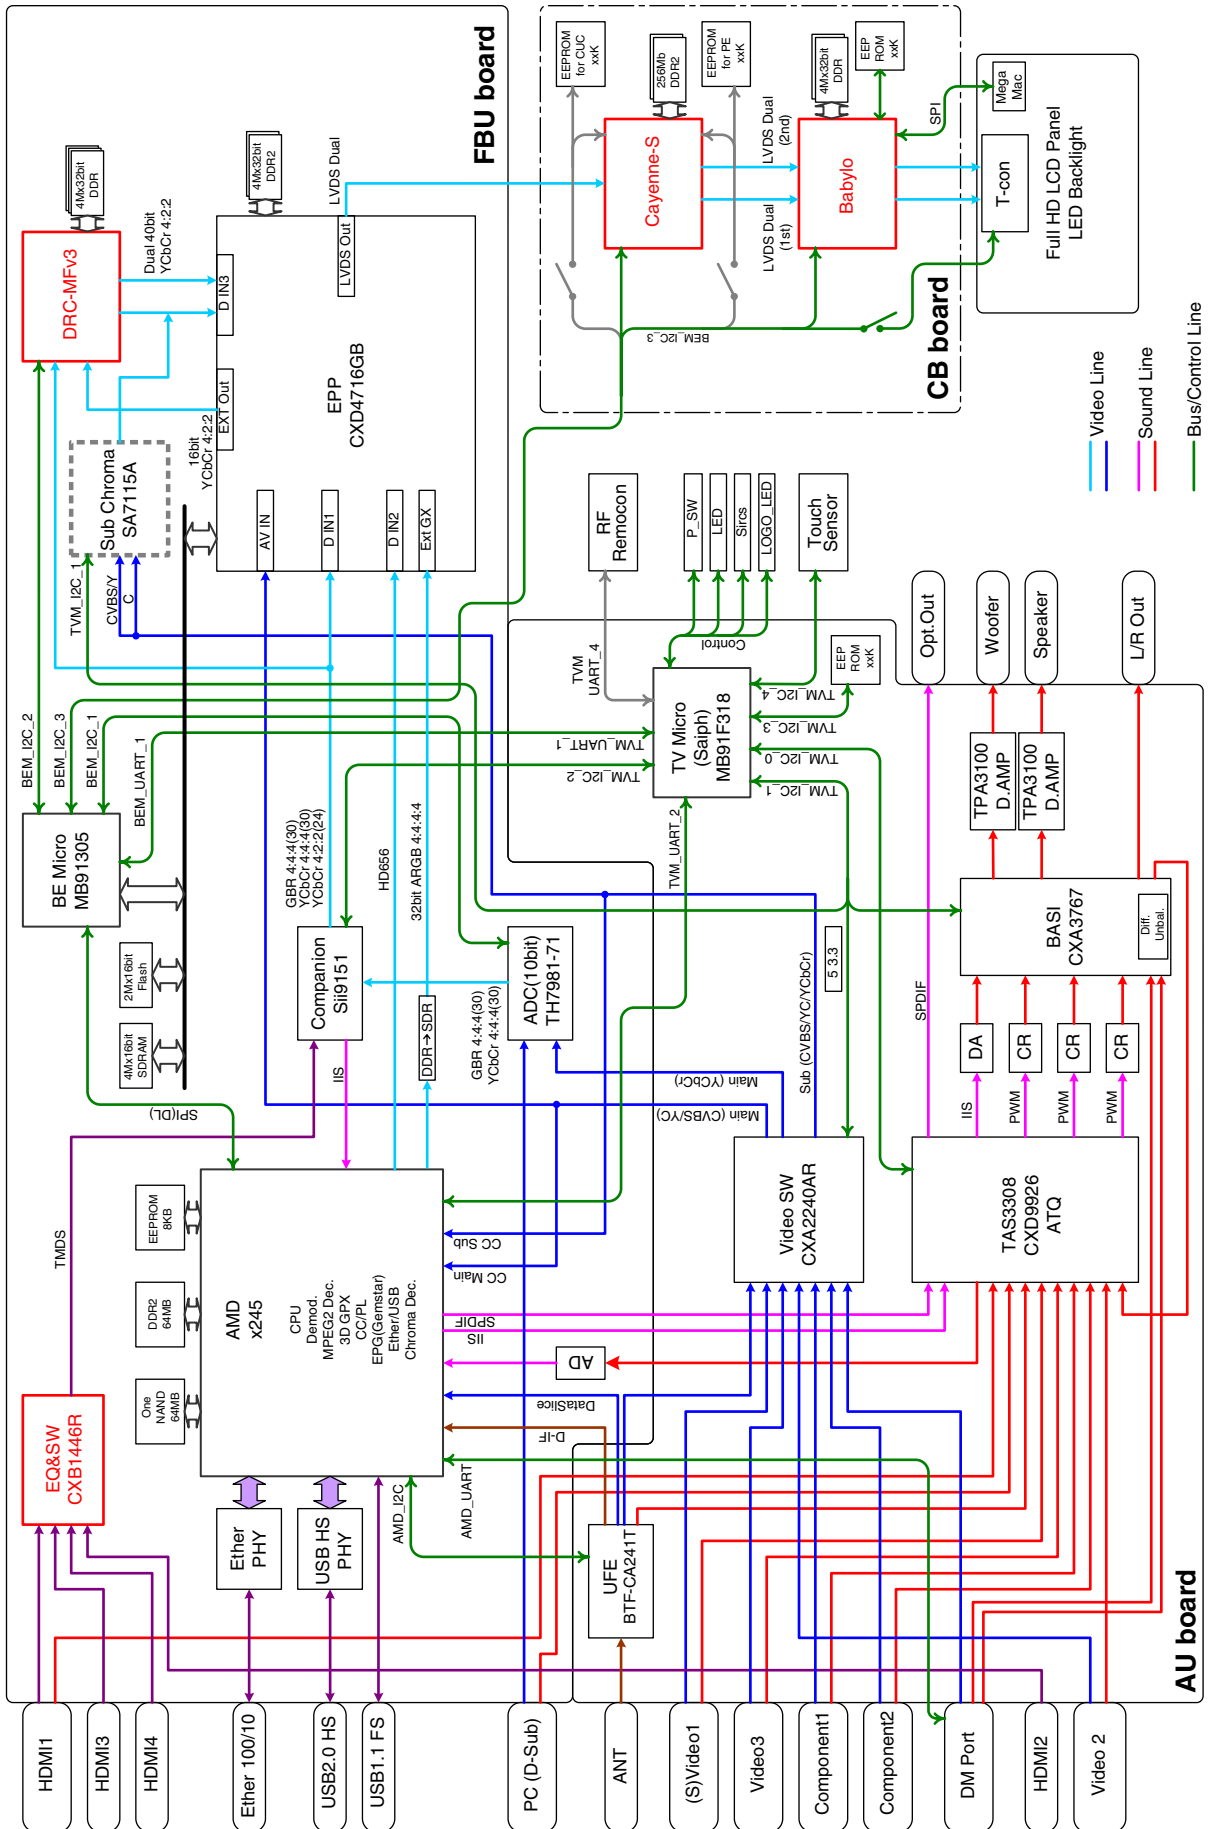 HDMI1
HDMI3
HDMI4
Ether 100/10
USB2.0 HS
USB1.1 FS
PC (D-Sub)
ANT
(S)Video1
Video3
Component1
Component2
DM Port
HDMI2
Video 2
EQ&SW
CXB1446R
TMDS
Ether
PHY
USB HS
PHY
One
NAND
64MB
DDR2
64MB
EEPROM
8KB
AMD
x245
CPU
Demod.
MPEG2 Dec.
3D GPX
CC/PL
EPG(Gemstar)
Ether/USB
Chroma Dec.
AMD_I2C
AMD_UART
D-IF
DataSlice
IIS
SPDIF
CC Main
CC Sub
SPI(DL)
AD
UFE
BTF-CA241T
4Mx16bit
SDRAM
2Mx16bit
Flash
BE Micro
MB91305
BEM_I2C_2
BEM_I2C_3
BEM_I2C_1
BEM_UART_1
IIS
Companion
Sii9151
GBR 4:4:4(30)
YCbCr 4:4:4(30)
YCbCr 4:2:2(24)
DDR→SDR
HD656
32bit ARGB 4:4:4:4
GBR 4:4:4(30)
YCbCr 4:4:4(30)
ADC(10bit)
TH7981-71
Main (CVBS/YC)
Main (YCbCr)
Sub (CVBS/YC/YCbCr)
Video SW
CXA2240AR
5 3.3
TAS3308
CXD9926
ATQ
SPDIF
IIS
PWM
PWM
PWM
DA
CR
CR
CR
BASI
CXA3767
Diff.
Unbal.
TPA3100
D.AMP
TPA3100
D.AMP
Opt.Out
Woofer
Speaker
L/R Out
AU board
TV Micro
(Saiph)
MB91F318
TVM_UART_1
TVM_I2C_2
TVM_UART_2
TVM
UART_4
Control
TVM_I2C_4
TVM_I2C_3
TVM_I2C_0
TVM_I2C_1
EEP
ROM
xxK
RF
Remocon
P_SW
LED
Sircs
LOGO_LED
Touch
Sensor
TVM_I2C_1
CVBS/Y
C
Sub Chroma
SA7115A
DRC-MFv3
4Mx32bit
DDR
Dual 40bit
YCbCr 4:2:2
16bit
YCbCr 4:2:2
EXT Out
D IN3
4Mx32bit
DDR2
EPP
CXD4716GB
AV IN
D IN1
D IN2
Ext GX
LVDS Out
LVDS Dual
FBU board
EEPROM
for CUC
xxK
256Mb
DDR2
EEPROM
for PE
xxK
4Mx32bit
DDR
EEP
ROM
xxK
Cayenne-S
LVDS Dual
(1st)
LVDS Dual
(2nd)
Babylo
BEM_I2C_3
SPI
CB board
Mega
Mac
T-con
Full HD LCD Panel
LED Backlight
Video Line
Sound Line
Bus/Control Line